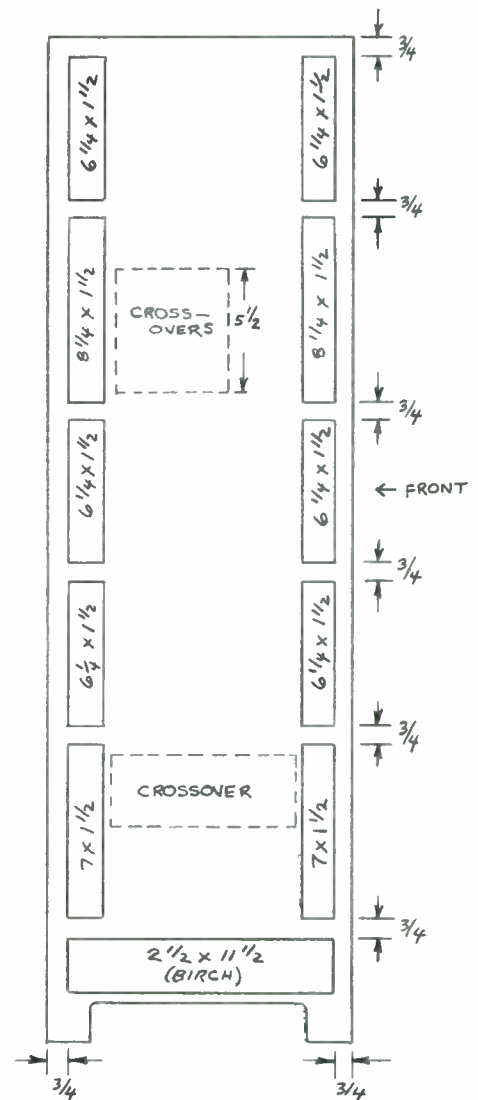 3/4
6 1/4 x 1 1/2
6 1/4 x 1 1/2
3/4
8 1/4 x 1 1/2
CROSS-
OVERS
5 1/2
8 1/4 x 1 1/2
3/4
6 1/4 x 1 1/2
6 1/4 x 1 1/2
← FRONT
3/4
6 1/4 x 1 1/2
6 1/4 x 1 1/2
3/4
7 x 1 1/2
CROSSOVER
7 x 1 1/2
3/4
2 1/2 x 11 1/2
(BIRCH)
3/4
3/4